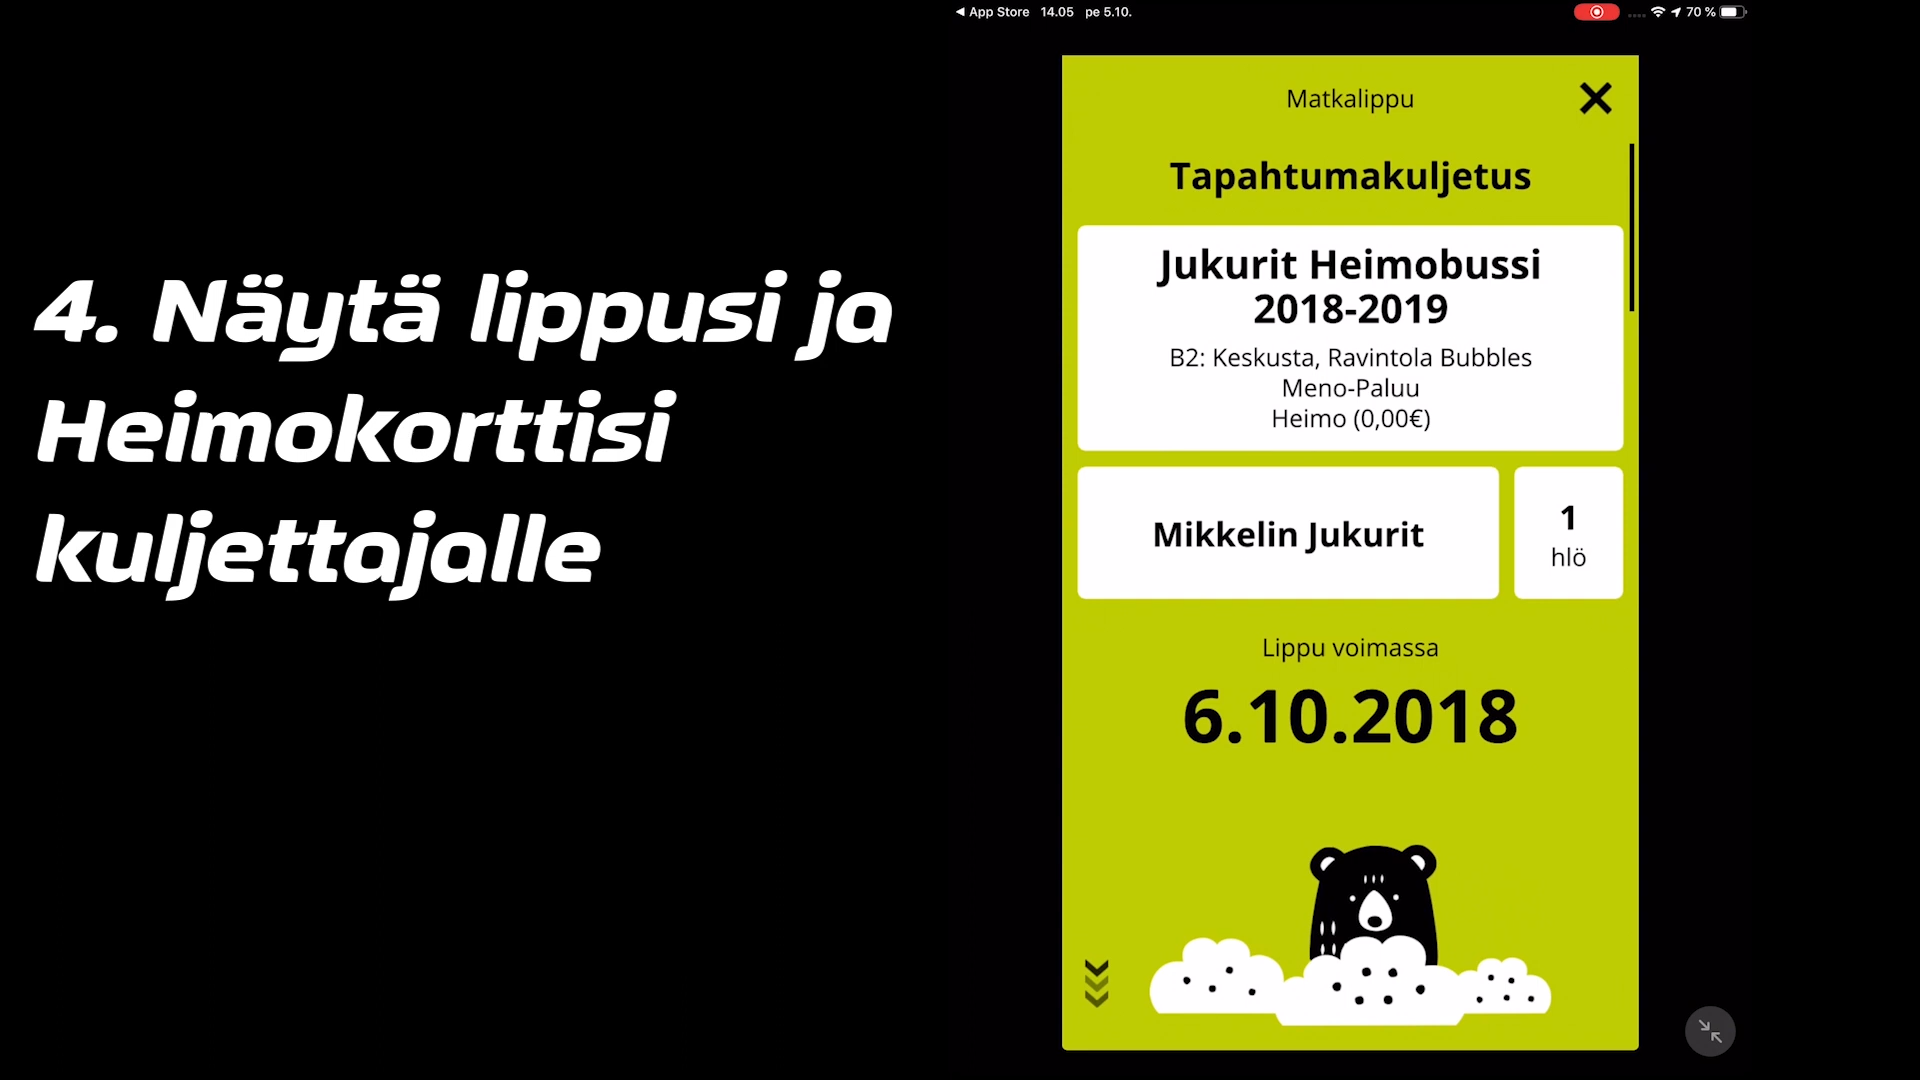 App Store 14.05 pe 5.10.
70 %
4. Näytä lippusi ja
Heimokorttisi
kuljettajalle
Matkalippu
Tapahtumakuljetus
Jukurit Heimobussi
2018-2019
B2: Keskusta, Ravintola Bubbles
Meno-Paluu
Heimo (0,00€)
Mikkelin Jukurit
1
hlö
Lippu voimassa
6.10.2018